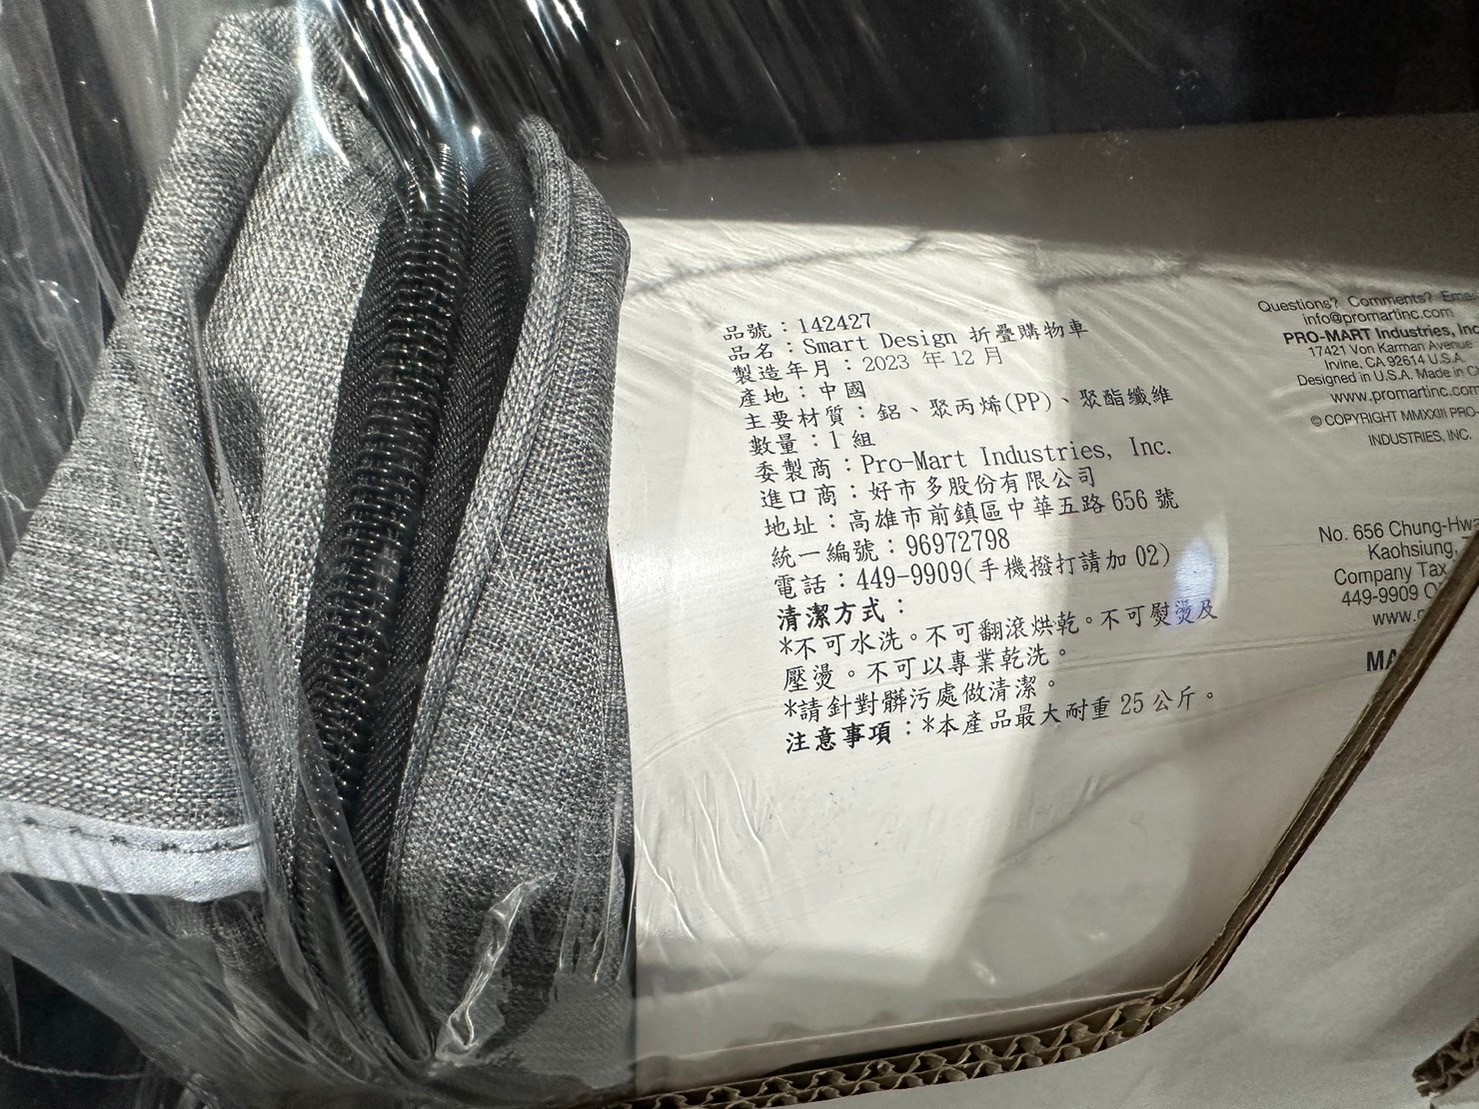 品號：142427
品名：Smart Design 折疊購物車
製造年月：2023 年 12 月
產地：中國
主要材質：鋁、聚丙烯(PP)、聚酯纖維
數量：1 組
委製商：Pro-Mart Industries, Inc.
進口商：好市多股份有限公司
地址：高雄市前鎮區中華五路 656 號
統一編號：96972798
電話：449-9909(手機撥打請加 02)
清潔方式：
*不可水洗。不可翻滾烘乾。不可熨燙及
壓燙。不可以專業乾洗。
*請針對髒污處做清潔。
注意事項：*本產品最大耐重 25 公斤。
Questions? Comments?
info@promartinc.com
PRO-MART Industries, Inc
17421 Von Karman Avenue
Irvine, CA 92614 U.S.A.
Designed in U.S.A. Made in
www.promartinc.com
© COPYRIGHT MMXXIII PRO-
INDUSTRIES, INC.
No. 656 Chung-Hwa
Kaohsiung,
Company Tax
449-9909
www.